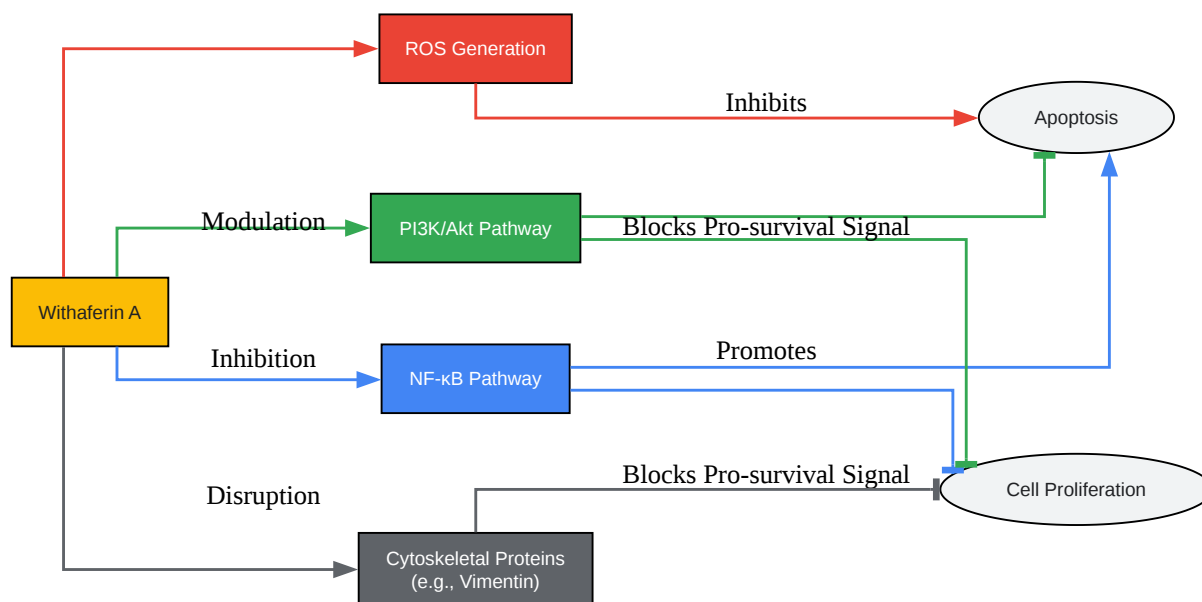 ROS Generation
Inhibits
Apoptosis
Modulation
PI3K/Akt Pathway
Blocks Pro-survival Signal
Withaferin A
Inhibition
NF-κB Pathway
Promotes
Disruption
Blocks Pro-survival Signal
Cell Proliferation
Cytoskeletal Proteins
(e.g., Vimentin)